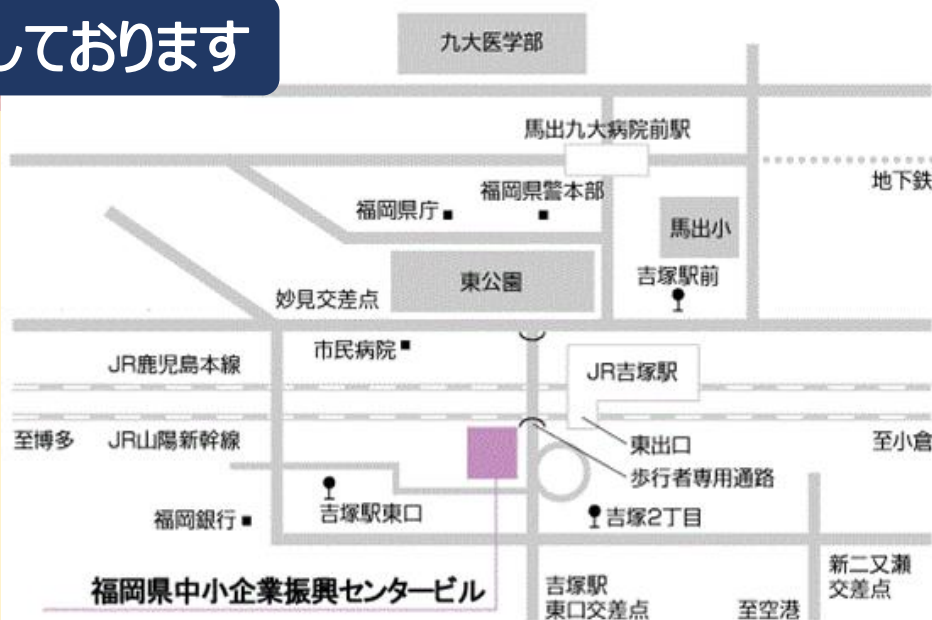 しております
九大医学部
馬出九大病院前駅
地下鉄
福岡県警本部
福岡県庁
馬出小
東公園
吉塚駅前
妙見交差点
市民病院
JR鹿児島本線
JR吉塚駅
至博多
JR山陽新幹線
東出口
至小倉
歩行者専用通路
吉塚駅東口
福岡銀行
吉塚2丁目
福岡県中小企業振興センタービル
吉塚駅
東口交差点
至空港
新二又瀬
交差点